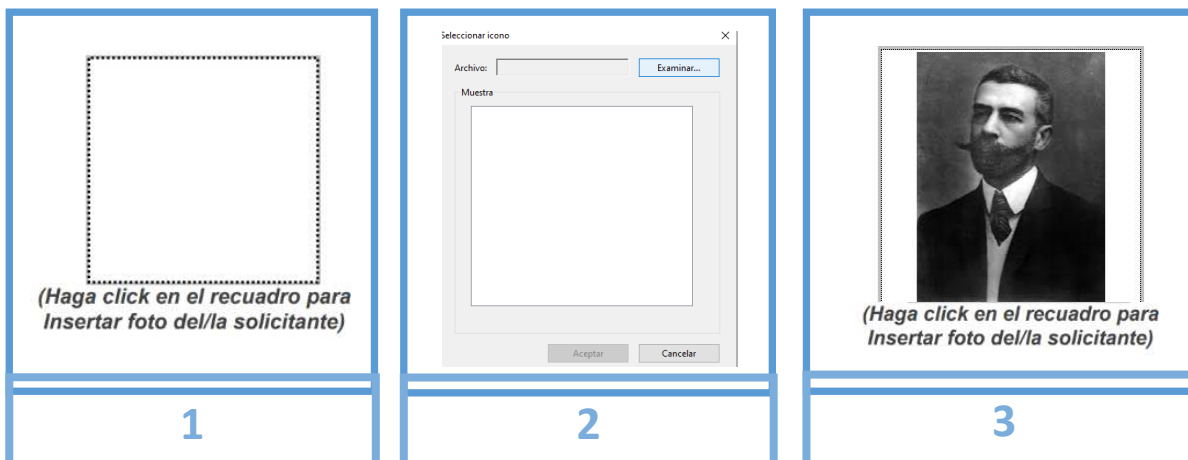 (Haga click en el recuadro para
Insertar foto del/la solicitante)
1
Seleccionar icono
Archivo:
Examinar...
Muestra
Aceptar
Cancelar
2
(Haga click en el recuadro para
Insertar foto del/la solicitante)
3